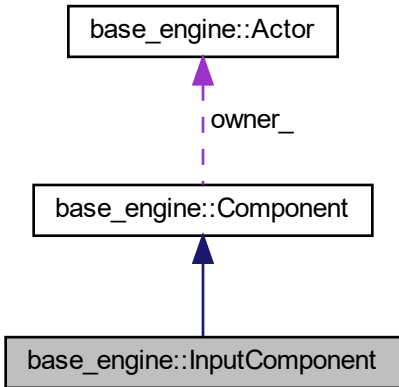 base_engine::Actor
owner_
base_engine::Component
base_engine::InputComponent